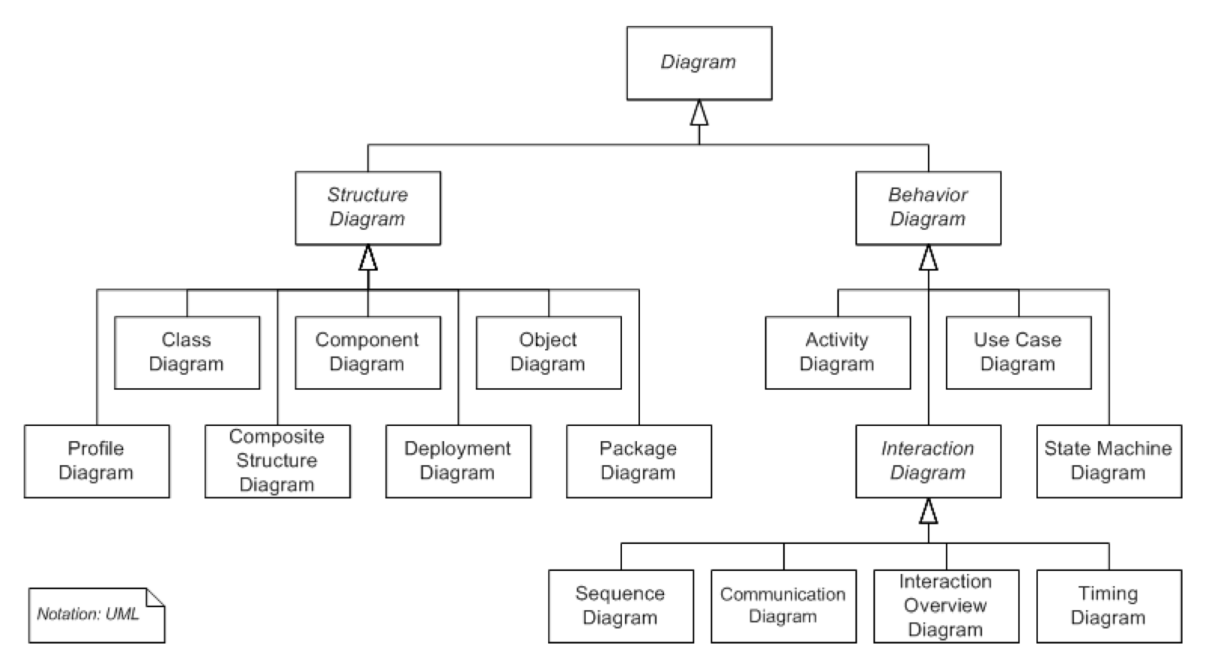 Diagram
Structure
Diagram
Behavior
Diagram
Class
Diagram
Component
Diagram
Object
Diagram
Activity
Diagram
Use Case
Diagram
Profile
Diagram
Composite
Structure
Diagram
Deployment
Diagram
Package
Diagram
Interaction
Diagram
State Machine
Diagram
Sequence
Diagram
Communication
Diagram
Interaction
Overview
Diagram
Timing
Diagram
Notation: UML